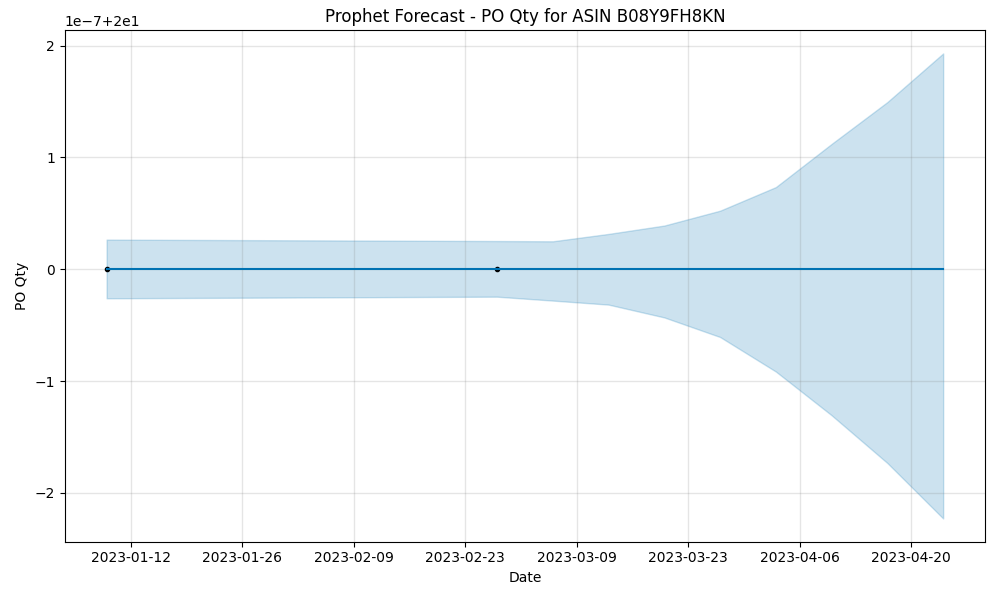 Prophet Forecast - PO Qty for ASIN B08Y9FH8KN
1e−7+2e1
2
1
0
−1
−2
PO Qty
2023-01-12 2023-01-26 2023-02-09 2023-02-23 2023-03-09 2023-03-23 2023-04-06 2023-04-20
Date